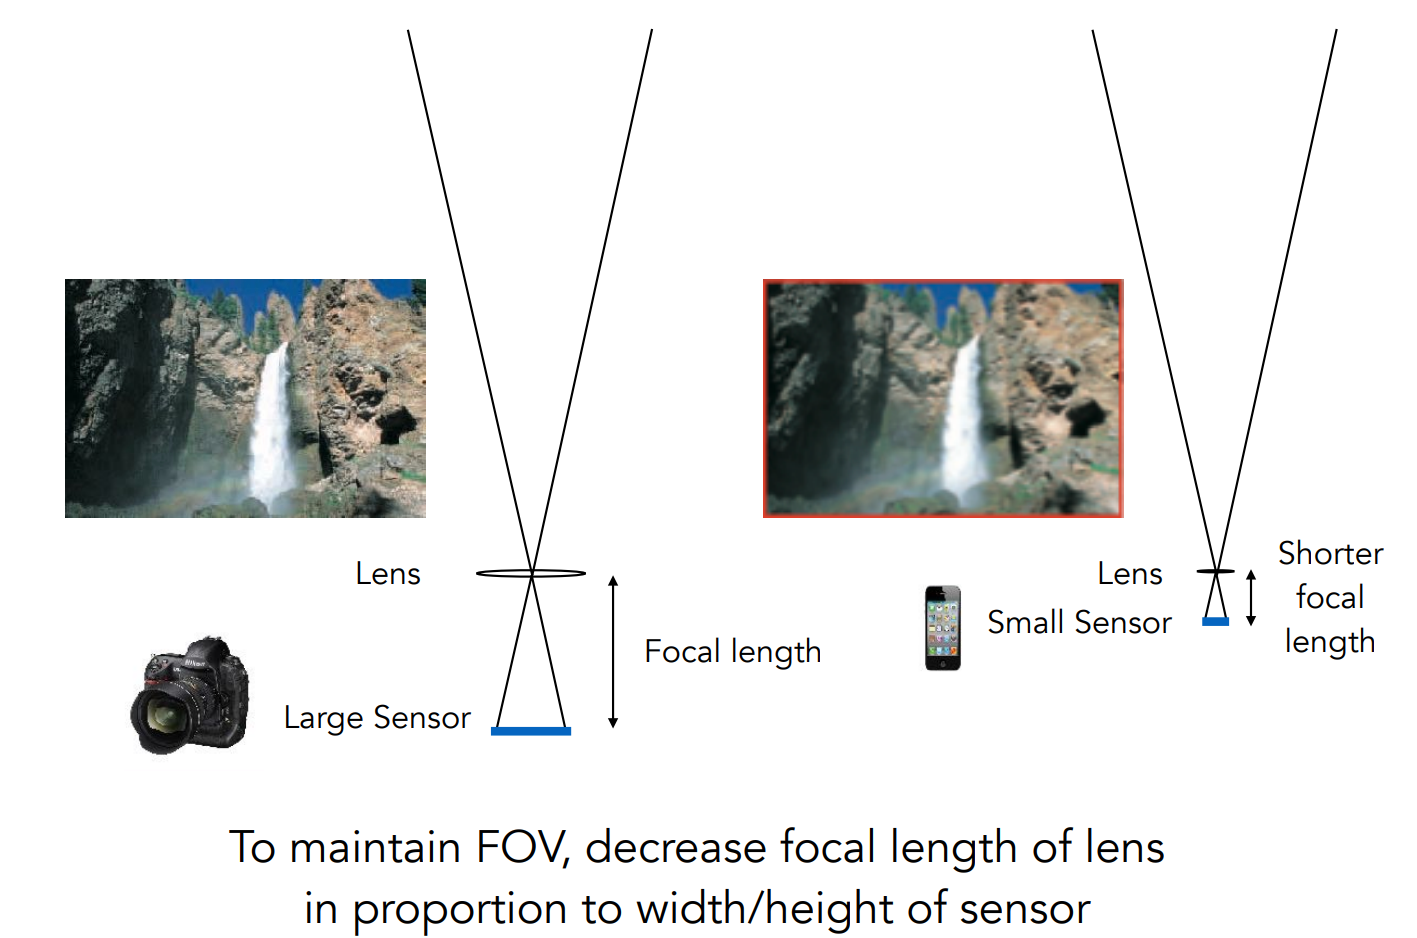 Lens
Focal length
Large Sensor
Nikon
Lens
Shorter
focal
length
Small Sensor
To maintain FOV, decrease focal length of lens
in proportion to width/height of sensor